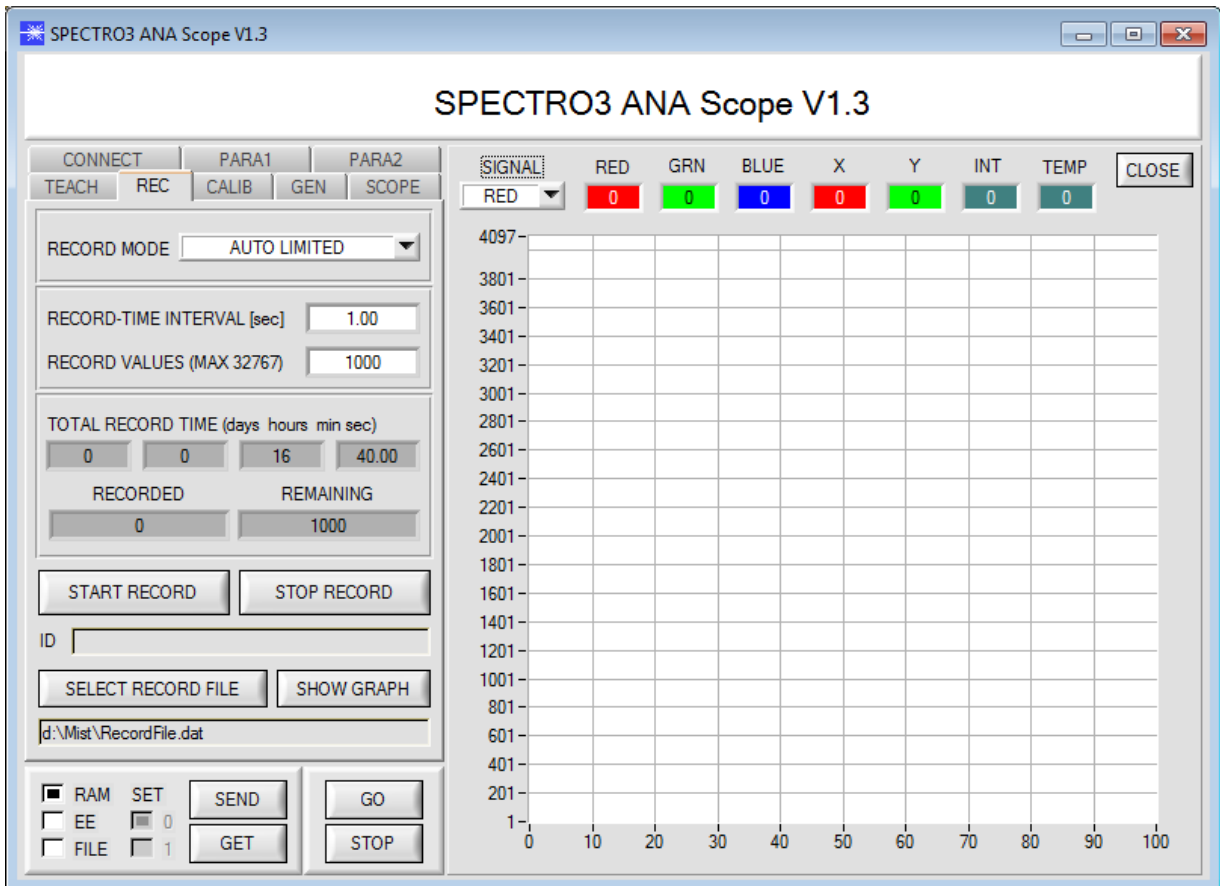 SPECTRO3 ANA Scope V1.3
SPECTRO3 ANA Scope V1.3
CONNECT PARA1 PARA2
TEACH REC CALIB GEN SCOPE
RECORD MODE AUTO LIMITED
RECORD-TIME INTERVAL [sec] 1.00
RECORD VALUES (MAX 32767) 1000
TOTAL RECORD TIME (days hours min sec)
0 0 16 40.00
RECORDED REMAINING
0 1000
START RECORD STOP RECORD
ID
SELECT RECORD FILE SHOW GRAPH
d:\Mist\RecordFile.dat
RAM SET SEND GO
EE 0
FILE 1 GET STOP
SIGNAL RED GRN BLUE X Y INT TEMP CLOSE
RED 0 0 0 0 0 0 0
4097
3801
3601
3401
3201
3001
2801
2601
2401
2201
2001
1801
1601
1401
1201
1001
801
601
401
201
1
0 10 20 30 40 50 60 70 80 90 100